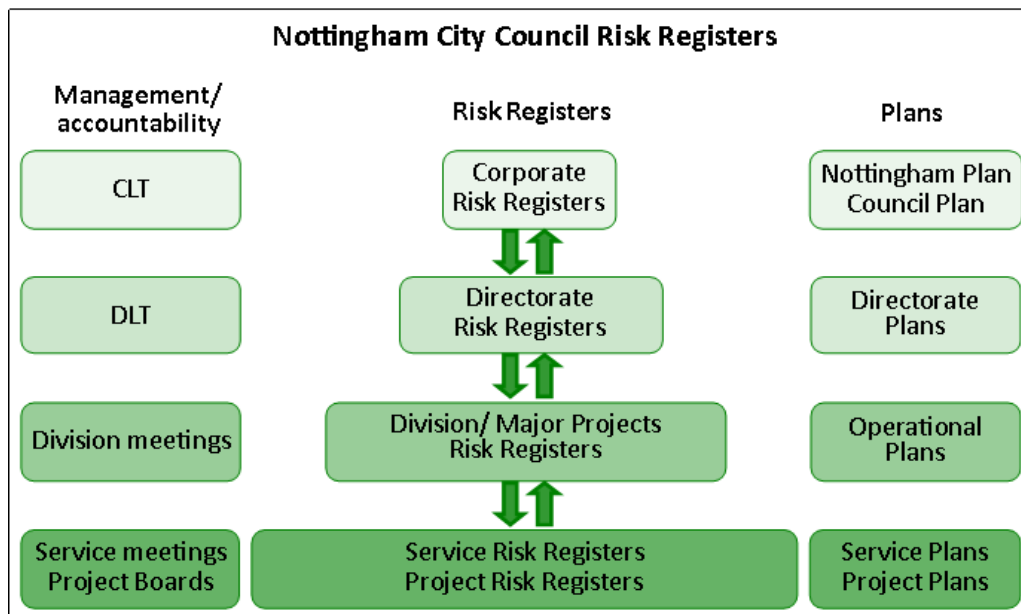 Nottingham City Council Risk Registers
Management/
accountability
Risk Registers
Plans
CLT
Corporate
Risk Registers
Nottingham Plan
Council Plan
DLT
Directorate
Risk Registers
Directorate
Plans
Division meetings
Division/ Major Projects
Risk Registers
Operational
Plans
Service meetings
Project Boards
Service Risk Registers
Project Risk Registers
Service Plans
Project Plans